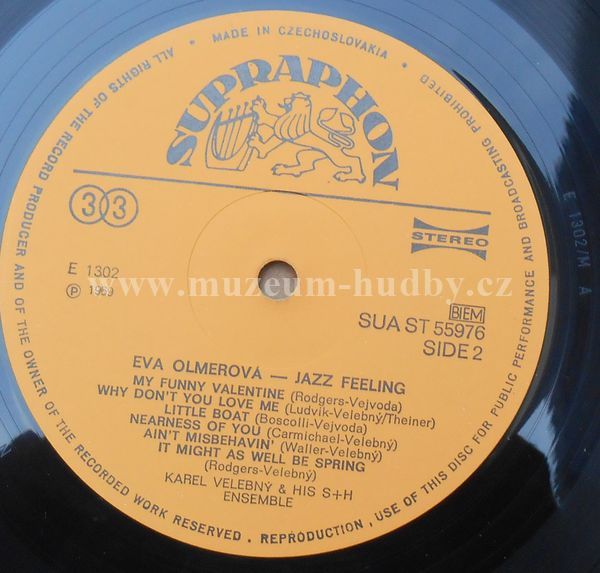 ALL RIGHTS OF THE RECORD PRODUCER AND OF THE OWNER OF THE RECORDED WORK RESERVED . REPRODUCTION , USE OF THIS DISC FOR PUBLIC PERFORMANCE AND BROADCASTING PROHIBITED
• MADE IN CZECHOSLOVAKIA •
SUPRAPHON
33
STEREO
E 1302
℗ 1969
www.muzeum-hudby.cz
BIEM
SUA ST 55976
SIDE 2
EVA OLMEROVÁ — JAZZ FEELING
MY FUNNY VALENTINE (Rodgers-Vejvoda)
WHY DON'T YOU LOVE ME (Ludvík-Velebný/Theiner)
LITTLE BOAT (Boscolli-Vejvoda)
NEARNESS OF YOU (Carmichael-Velebný)
AIN'T MISBEHAVIN' (Waller-Velebný)
IT MIGHT AS WELL BE SPRING
(Rodgers-Velebný)
KAREL VELEBNÝ & HIS S+H
ENSEMBLE
E 1302/M A